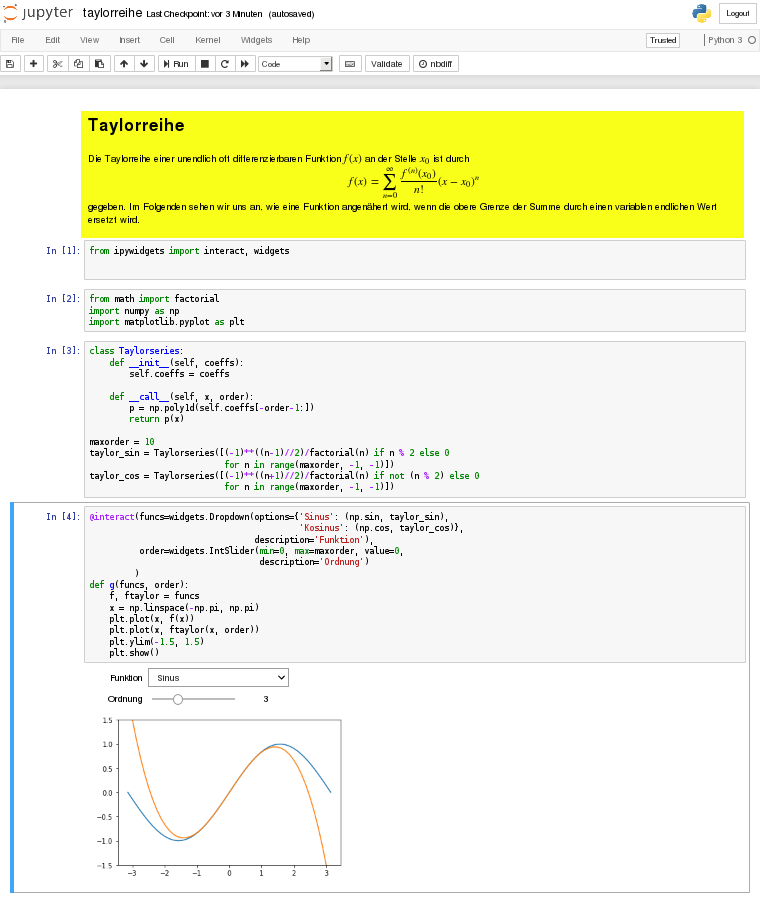 jupyter taylorreihe Last Checkpoint: vor 3 Minuten (autosaved) Logout
File Edit View Insert Cell Kernel Widgets Help Trusted Python 3
Run Code Validate nbdiff
Taylorreihe
Die Taylorreihe einer unendlich oft differenzierbaren Funktion f(x) an der Stelle x₀ ist durch
f(x) = ∑_{n=0}^{∞} f⁽ⁿ⁾(x₀)/n! (x − x₀)ⁿ
gegeben. Im Folgenden sehen wir uns an, wie eine Funktion angenähert wird, wenn die obere Grenze der Summe durch einen variablen endlichen Wert
ersetzt wird.
In [1]: from ipywidgets import interact, widgets
In [2]: from math import factorial
import numpy as np
import matplotlib.pyplot as plt
In [3]: class Taylorseries:
    def __init__(self, coeffs):
        self.coeffs = coeffs
    def __call__(self, x, order):
        p = np.poly1d(self.coeffs[-order-1:])
        return p(x)
maxorder = 10
taylor_sin = Taylorseries([(-1)**((n-1)//2)/factorial(n) if n % 2 else 0
                           for n in range(maxorder, -1, -1)])
taylor_cos = Taylorseries([(-1)**((n+1)//2)/factorial(n) if not (n % 2) else 0
                           for n in range(maxorder, -1, -1)])
In [4]: @interact(funcs=widgets.Dropdown(options={'Sinus': (np.sin, taylor_sin),
                                          'Kosinus': (np.cos, taylor_cos)},
                                 description='Funktion'),
          order=widgets.IntSlider(min=0, max=maxorder, value=0,
                                  description='Ordnung')
         )
def g(funcs, order):
    f, ftaylor = funcs
    x = np.linspace(-np.pi, np.pi)
    plt.plot(x, f(x))
    plt.plot(x, ftaylor(x, order))
    plt.ylim(-1.5, 1.5)
    plt.show()
Funktion Sinus
Ordnung 3
1.5
1.0
0.5
0.0
−0.5
−1.0
−1.5
−3 −2 −1 0 1 2 3